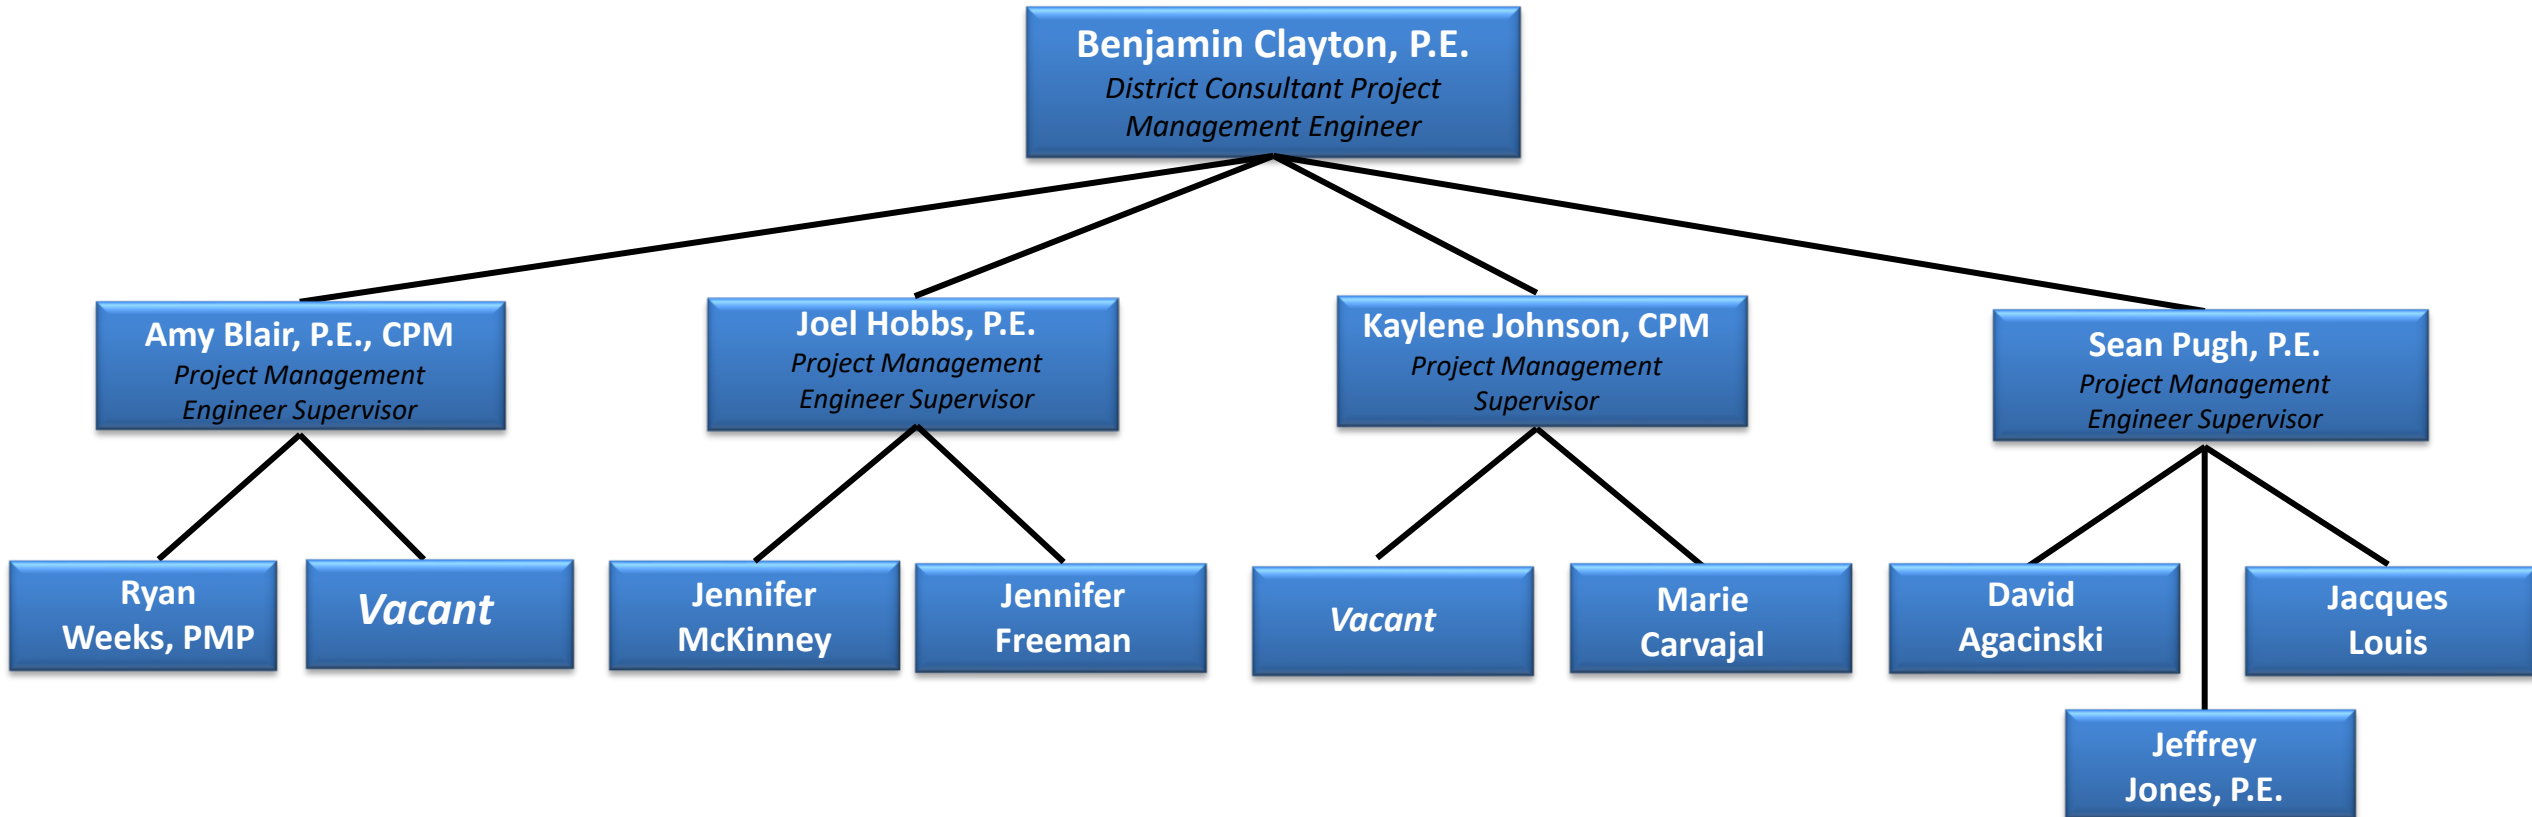 Benjamin Clayton, P.E.
District Consultant Project
Management Engineer
Amy Blair, P.E., CPM
Project Management
Engineer Supervisor
Joel Hobbs, P.E.
Project Management
Engineer Supervisor
Kaylene Johnson, CPM
Project Management
Supervisor
Sean Pugh, P.E.
Project Management
Engineer Supervisor
Ryan
Weeks, PMP
Vacant
Jennifer
McKinney
Jennifer
Freeman
Vacant
Marie
Carvajal
David
Agacinski
Jacques
Louis
Jeffrey
Jones, P.E.